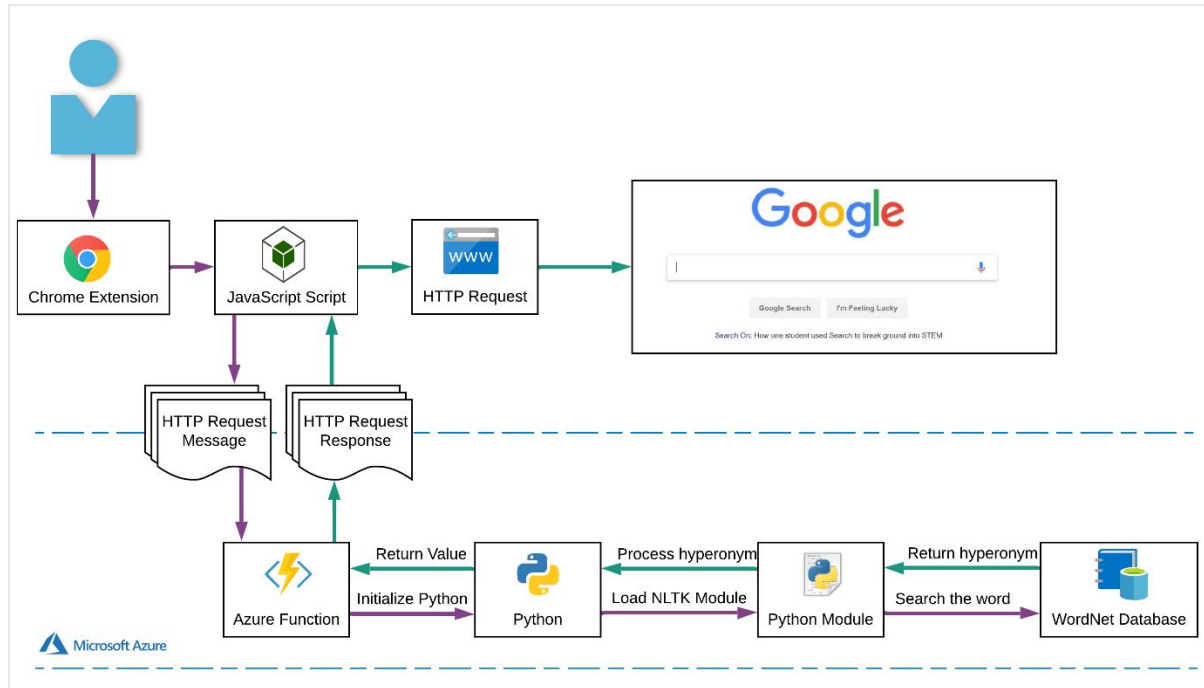 Google
Google Search
I'm Feeling Lucky
Search On: How one student used Search to break ground into STEM
Chrome Extension
JavaScript Script
WWW
HTTP Request
HTTP Request
Message
HTTP Request
Response
Return Value
Process hyperonym
Return hyperonym
Initialize Python
Load NLTK Module
Search the word
Azure Function
Python
Python Module
WordNet Database
Microsoft Azure